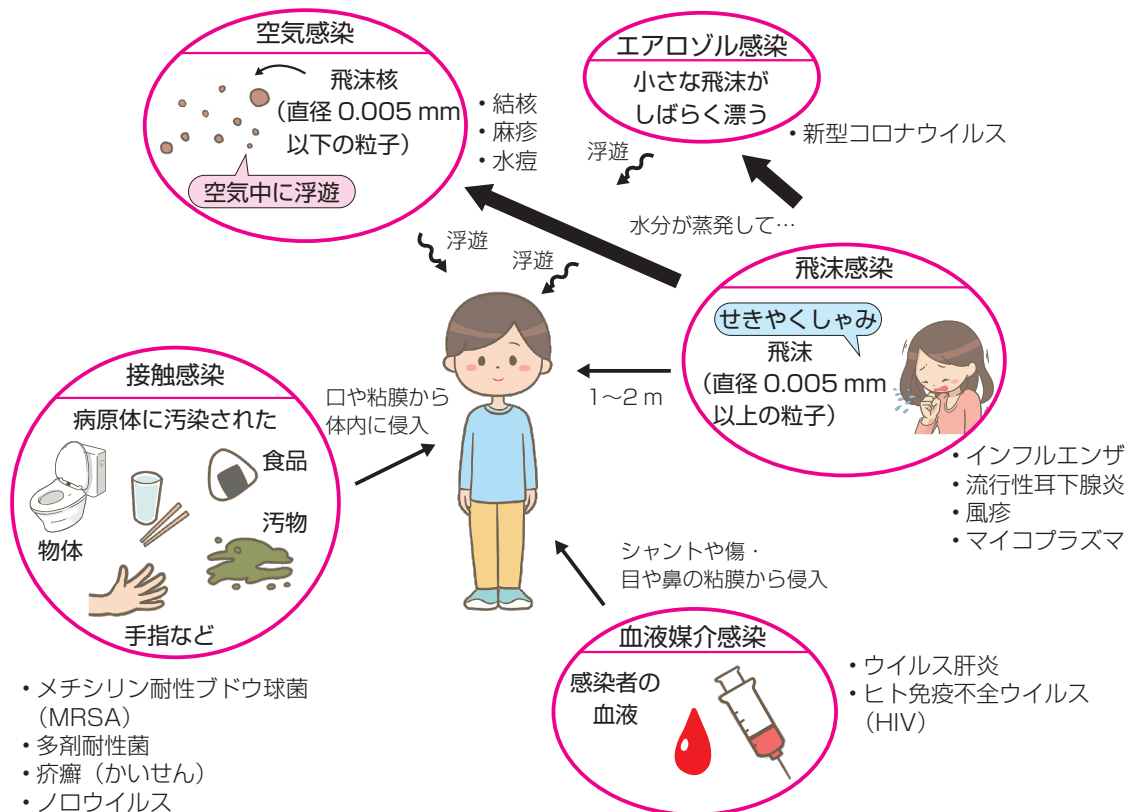 空気感染
飛沫核
（直径 0.005 mm
以下の粒子）
空気中に浮遊
・結核
・麻疹
・水痘
エアロゾル感染
小さな飛沫が
しばらく漂う
・新型コロナウイルス
浮遊
水分が蒸発して…
浮遊
浮遊
飛沫感染
せきやくしゃみ
飛沫
（直径 0.005 mm
以上の粒子）
1〜2 m
・インフルエンザ
・流行性耳下腺炎
・風疹
・マイコプラズマ
接触感染
病原体に汚染された
食品
物体
汚物
手指など
口や粘膜から
体内に侵入
・メチシリン耐性ブドウ球菌
（MRSA）
・多剤耐性菌
・疥癬（かいせん）
・ノロウイルス
シャントや傷・
目や鼻の粘膜から侵入
血液媒介感染
感染者の
血液
・ウイルス肝炎
・ヒト免疫不全ウイルス
（HIV）